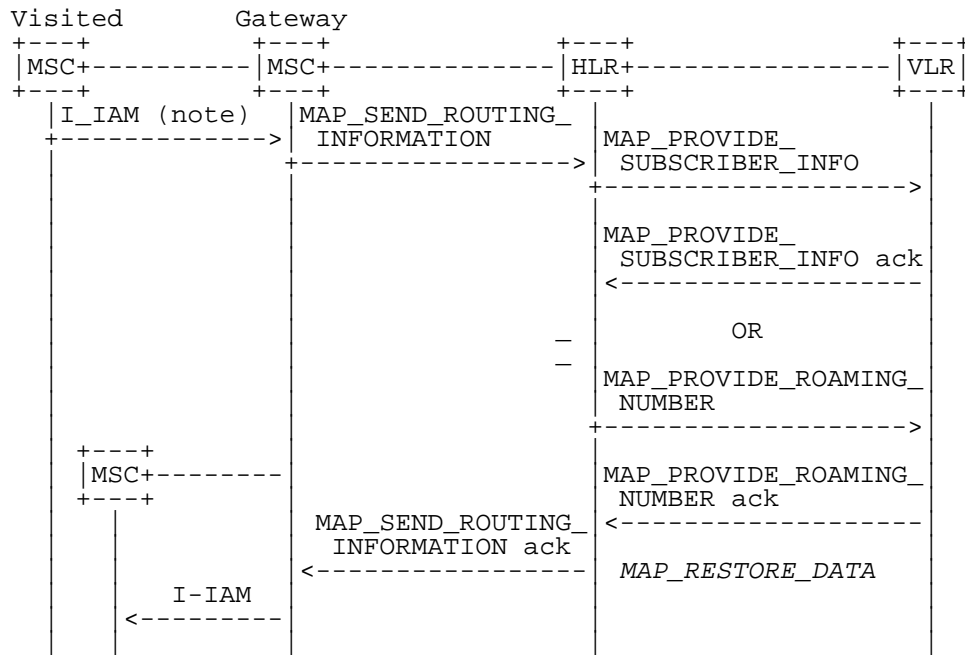 Visited Gateway
MSC MSC HLR VLR
I_IAM (note) MAP_SEND_ROUTING_
INFORMATION MAP_PROVIDE_
SUBSCRIBER_INFO
MAP_PROVIDE_
SUBSCRIBER_INFO ack
OR
MAP_PROVIDE_ROAMING_
NUMBER
MSC MAP_PROVIDE_ROAMING_
NUMBER ack
MAP_SEND_ROUTING_
INFORMATION ack
MAP_RESTORE_DATA
I-IAM